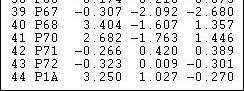 39 P67 -0.307 -2.092 -2.680
40 P68 3.404 -1.607 1.357
41 P70 2.682 -1.763 1.446
42 P71 -0.266 0.420 0.389
43 P72 -0.323 0.009 -0.301
44 P1A 3.250 1.027 -0.270